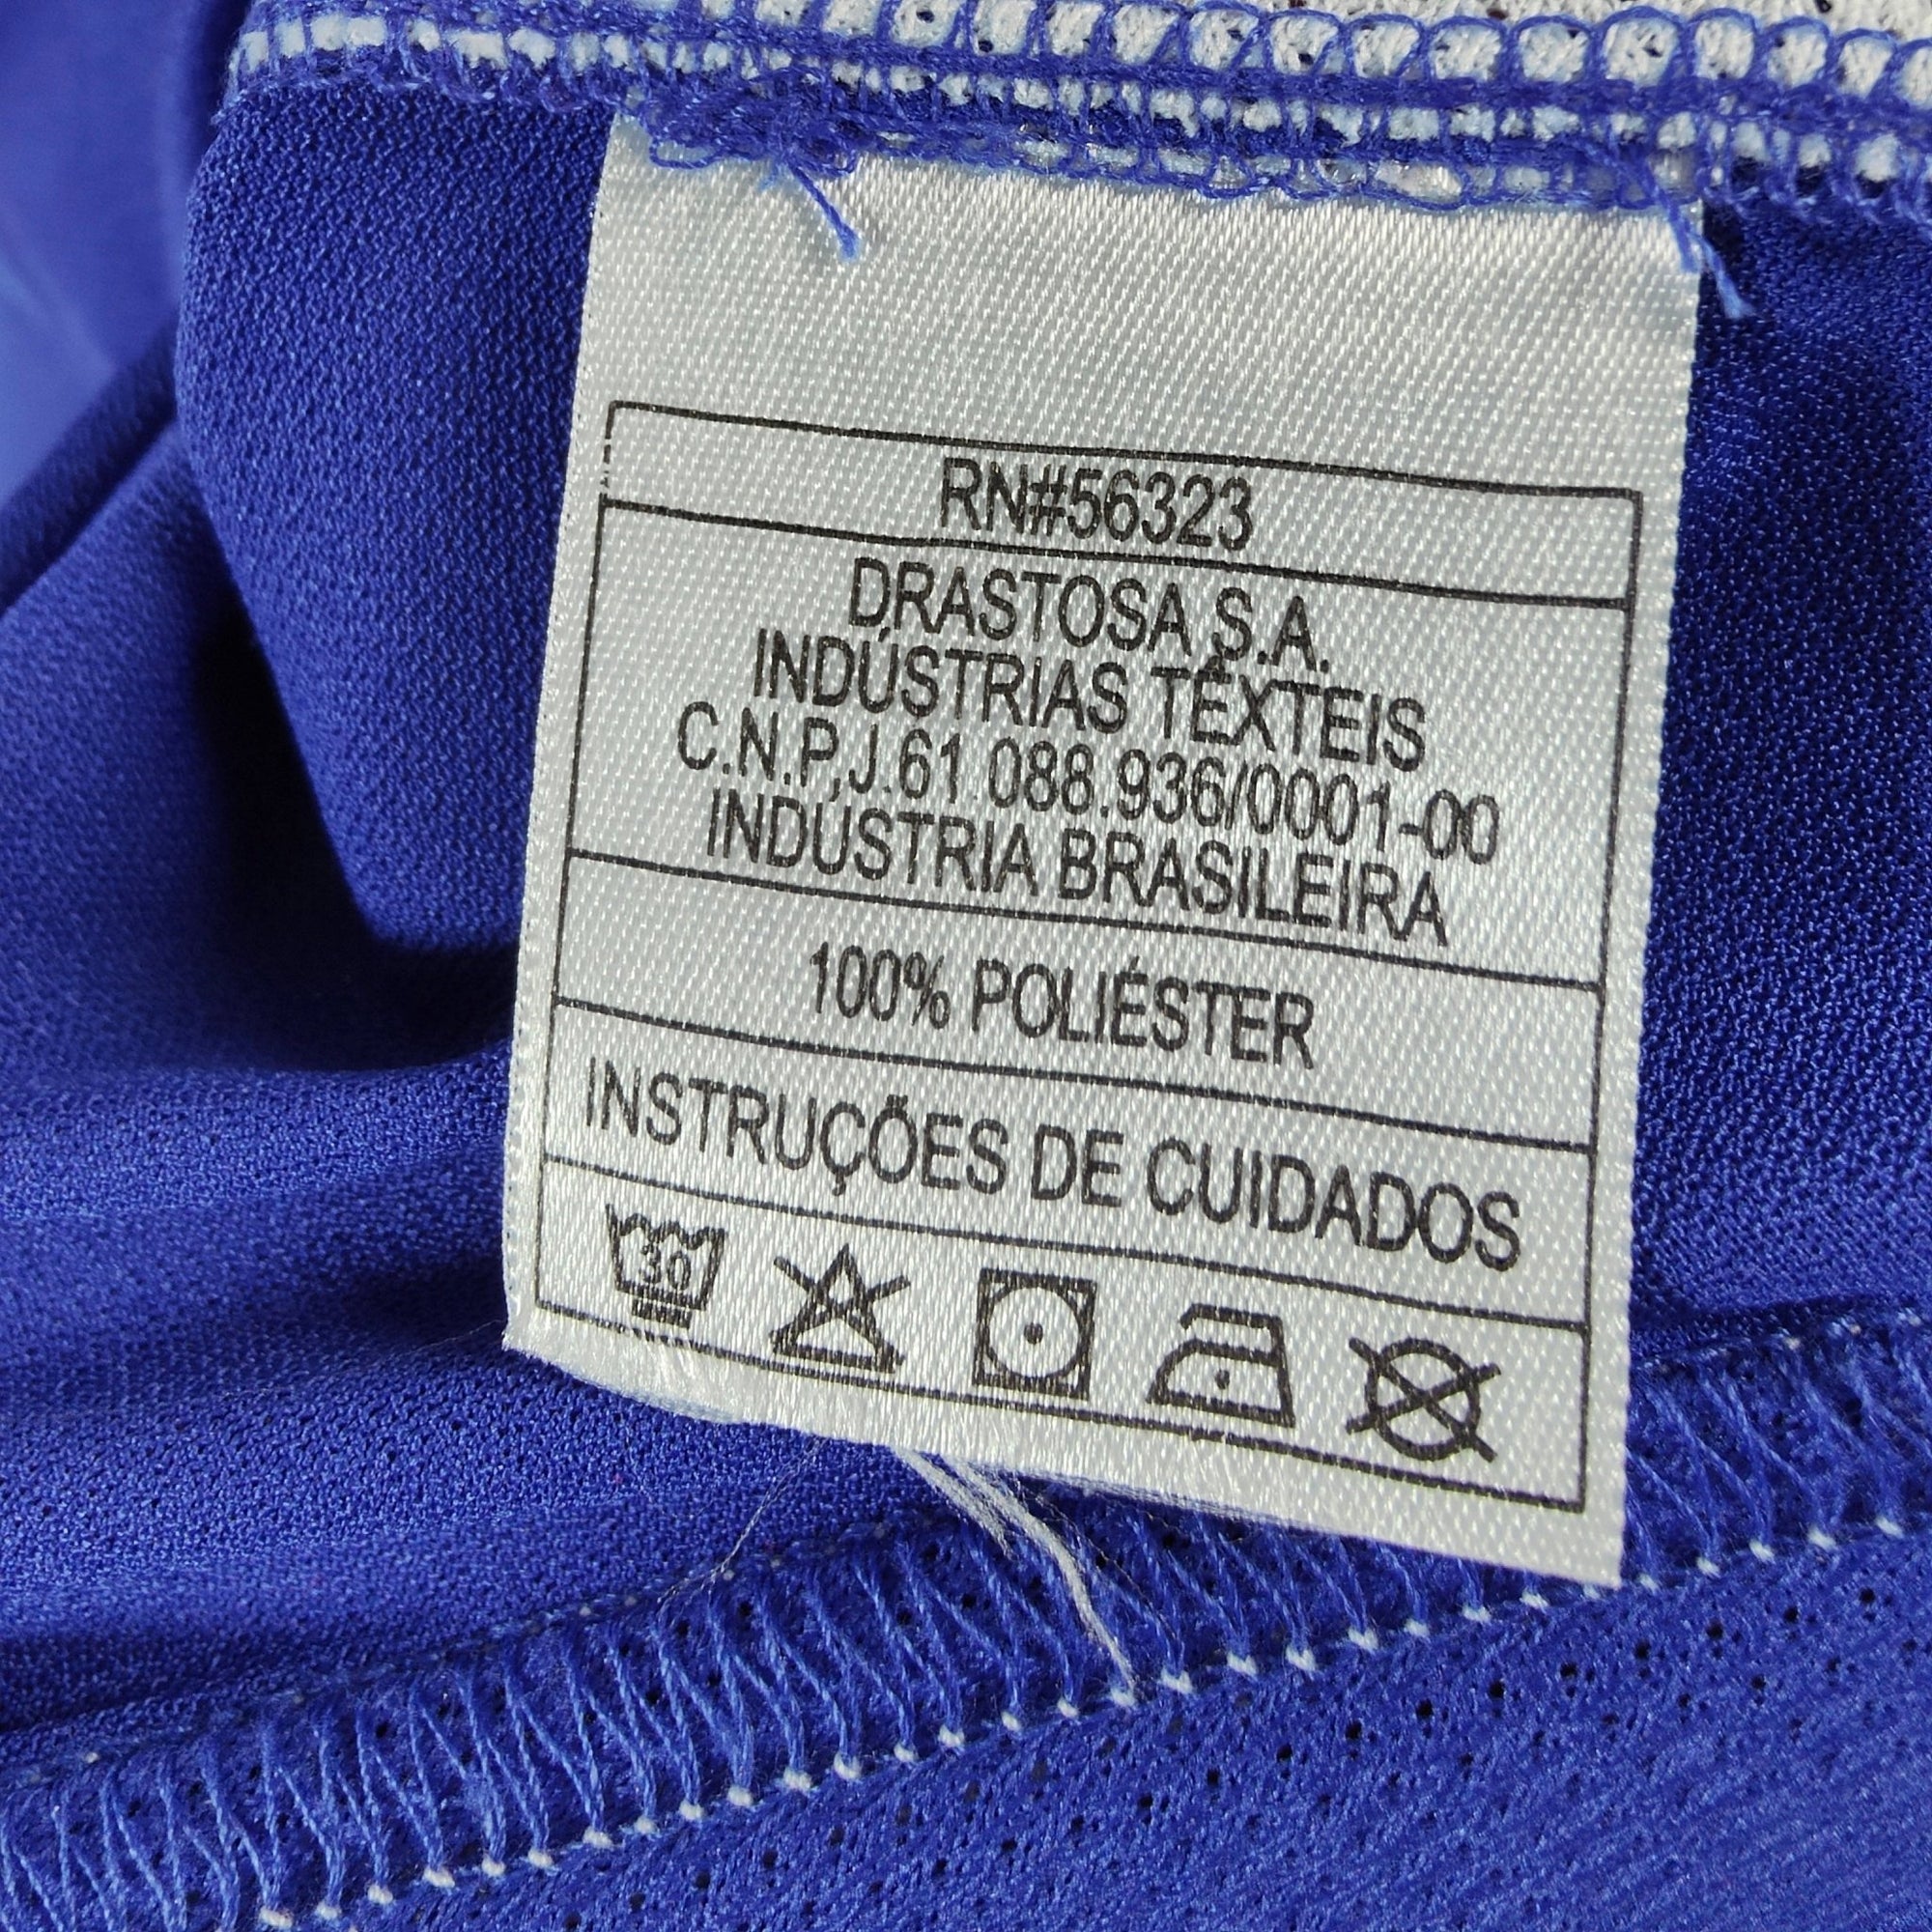 RN#56323
DRASTOSA S.A.
INDÚSTRIAS TÊXTEIS
C.N.P.J.61.088.936/0001-00
INDÚSTRIA BRASILEIRA
100% POLIÉSTER
INSTRUÇÕES DE CUIDADOS
30